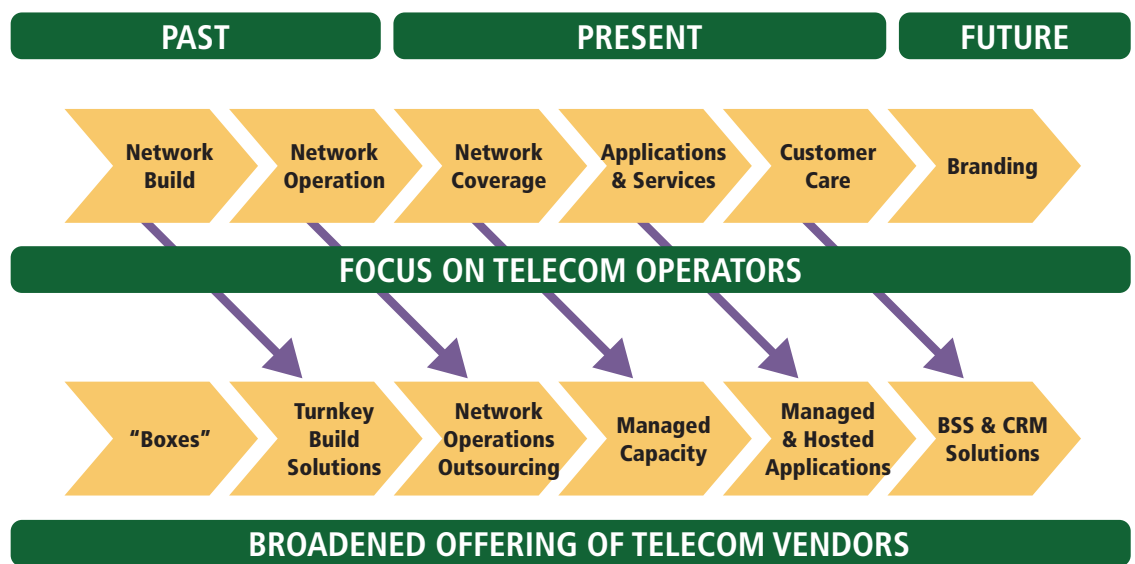 PAST
PRESENT
FUTURE
Network
Build
Network
Operation
Network
Coverage
Applications
& Services
Customer
Care
Branding
FOCUS ON TELECOM OPERATORS
“Boxes”
Turnkey
Build
Solutions
Network
Operations
Outsourcing
Managed
Capacity
Managed
& Hosted
Applications
BSS & CRM
Solutions
BROADENED OFFERING OF TELECOM VENDORS